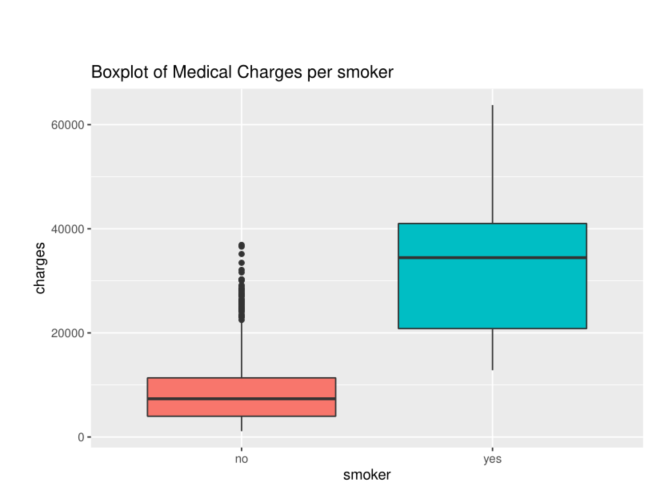 Boxplot of Medical Charges per smoker
60000
40000
20000
0
charges
no yes
smoker